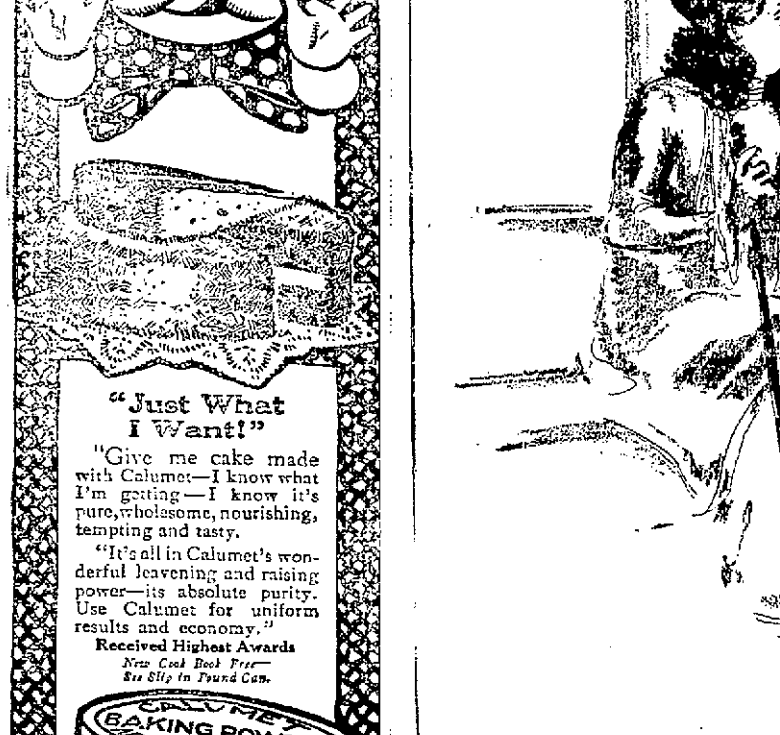 "Just What
I Want!"
"Give me cake made
with Calumet—I know what
I'm getting—I know it's
pure, wholesome, nourishing,
tempting and tasty.
"It's all in Calumet's won-
derful leavening and raising
power—its absolute purity.
Use Calumet for uniform
results and economy."
Received Highest Awards
New Cook Book Free—
See Slip in Pound Can.
CALUMET
BAKING POW